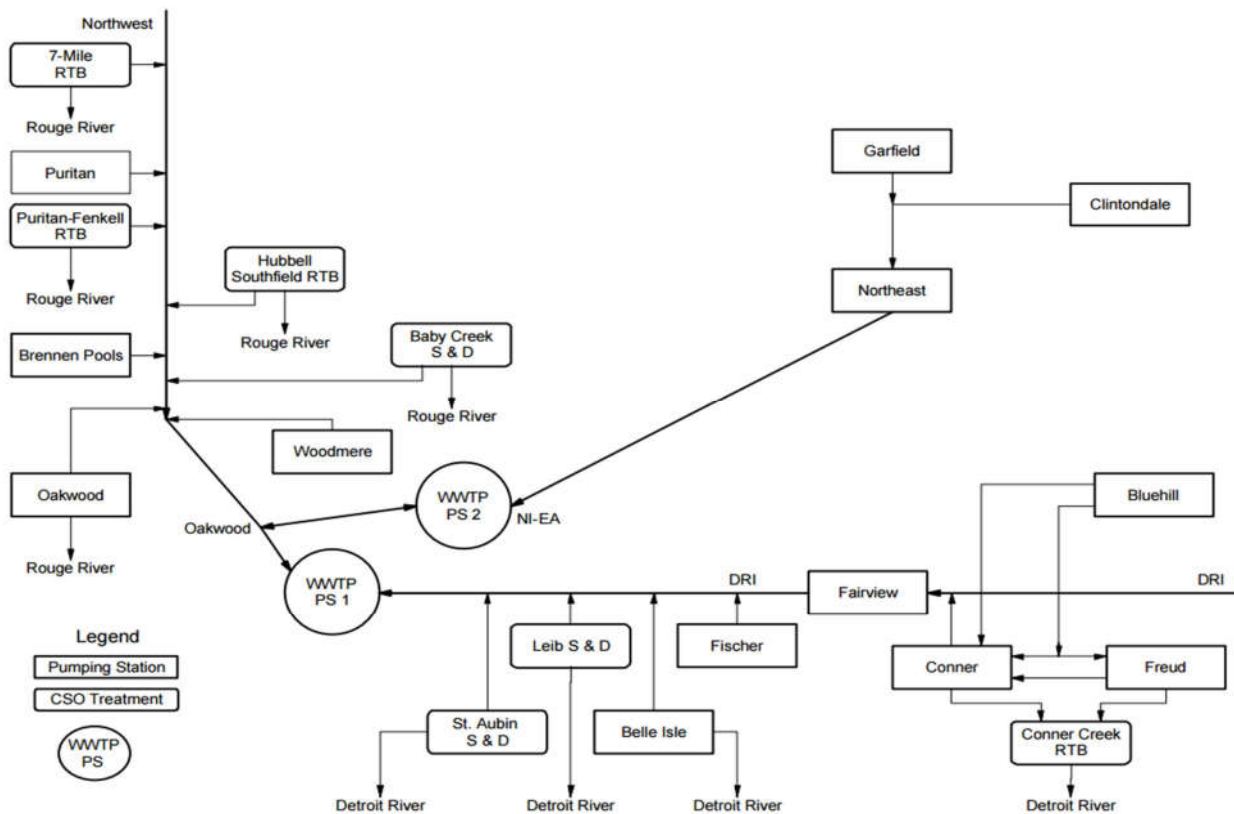 Northwest
7-Mile
RTB
Rouge River
Puritan
Puritan-Fenkell
RTB
Rouge River
Hubbell
Southfield RTB
Rouge River
Brennen Pools
Baby Creek
S & D
Rouge River
Woodmere
Oakwood
Rouge River
Oakwood
WWTP
PS 2
NI-EA
WWTP
PS 1
Garfield
Clintondale
Northeast
Bluehill
DRI
Fairview
DRI
Fischer
Leib S & D
Conner
Freud
St. Aubin
S & D
Belle Isle
Conner Creek
RTB
Detroit River
Detroit River
Detroit River
Detroit River
Legend
Pumping Station
CSO Treatment
WWTP
PS